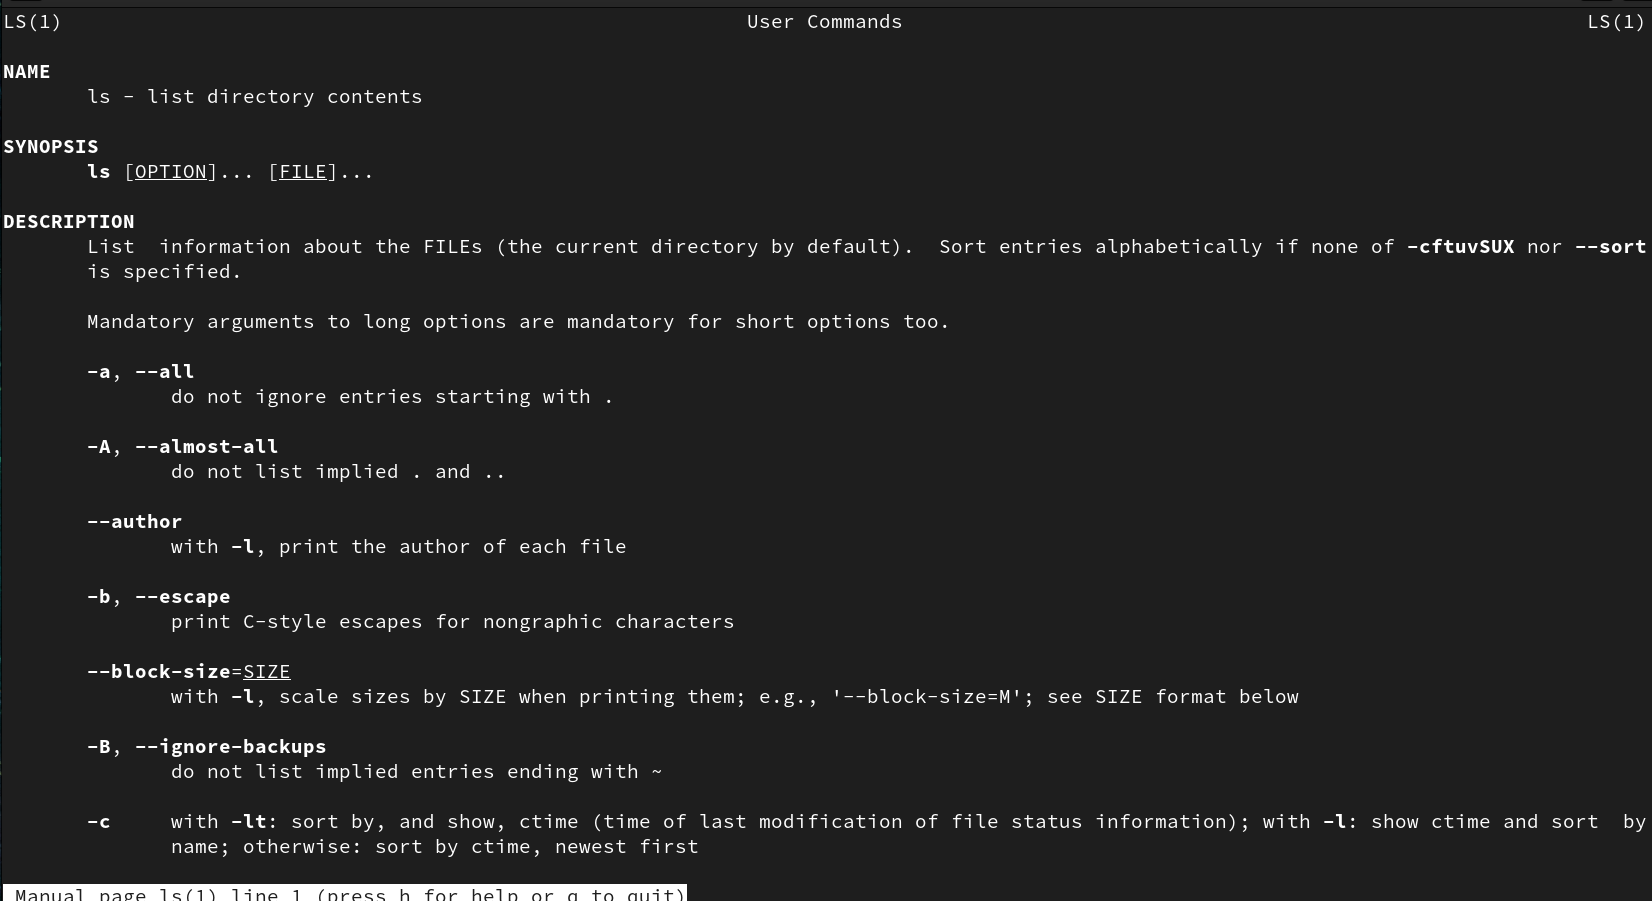 LS(1) User Commands LS(1)
NAME
ls - list directory contents
SYNOPSIS
ls [OPTION]... [FILE]...
DESCRIPTION
List  information about the FILEs (the current directory by default).  Sort entries alphabetically if none of -cftuvSUX nor --sort
is specified.
Mandatory arguments to long options are mandatory for short options too.
-a, --all
do not ignore entries starting with .
-A, --almost-all
do not list implied . and ..
--author
with -l, print the author of each file
-b, --escape
print C-style escapes for nongraphic characters
--block-size=SIZE
with -l, scale sizes by SIZE when printing them; e.g., '--block-size=M'; see SIZE format below
-B, --ignore-backups
do not list implied entries ending with ~
-c     with -lt: sort by, and show, ctime (time of last modification of file status information); with -l: show ctime and sort  by
name; otherwise: sort by ctime, newest first
Manual page ls(1) line 1 (press h for help or q to quit)